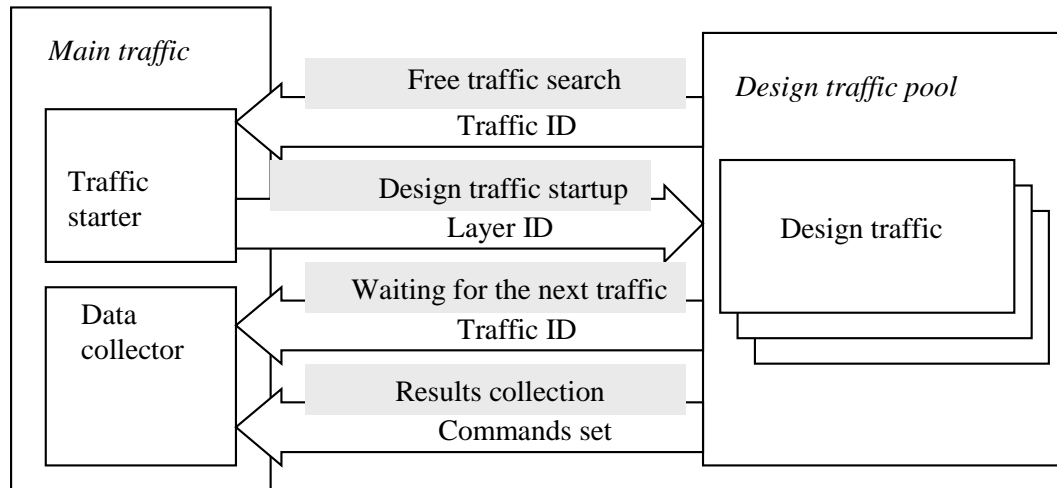 Main traffic
Free traffic search
Design traffic pool
Traffic ID
Traffic
starter
Design traffic startup
Layer ID
Design traffic
Waiting for the next traffic
Data
collector
Traffic ID
Results collection
Commands set